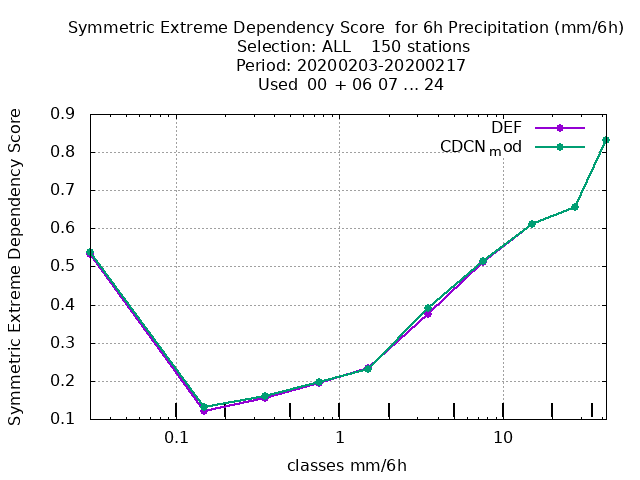 Symmetric Extreme Dependency Score  for 6h Precipitation (mm/6h)
Selection: ALL    150 stations
Period: 20200203-20200217
Used  00 + 06 07 ... 24
DEF
CDCNmod
0.9
0.8
0.7
0.6
0.5
0.4
0.3
0.2
0.1
Symmetric Extreme Dependency Score
0.1 1 10
classes mm/6h